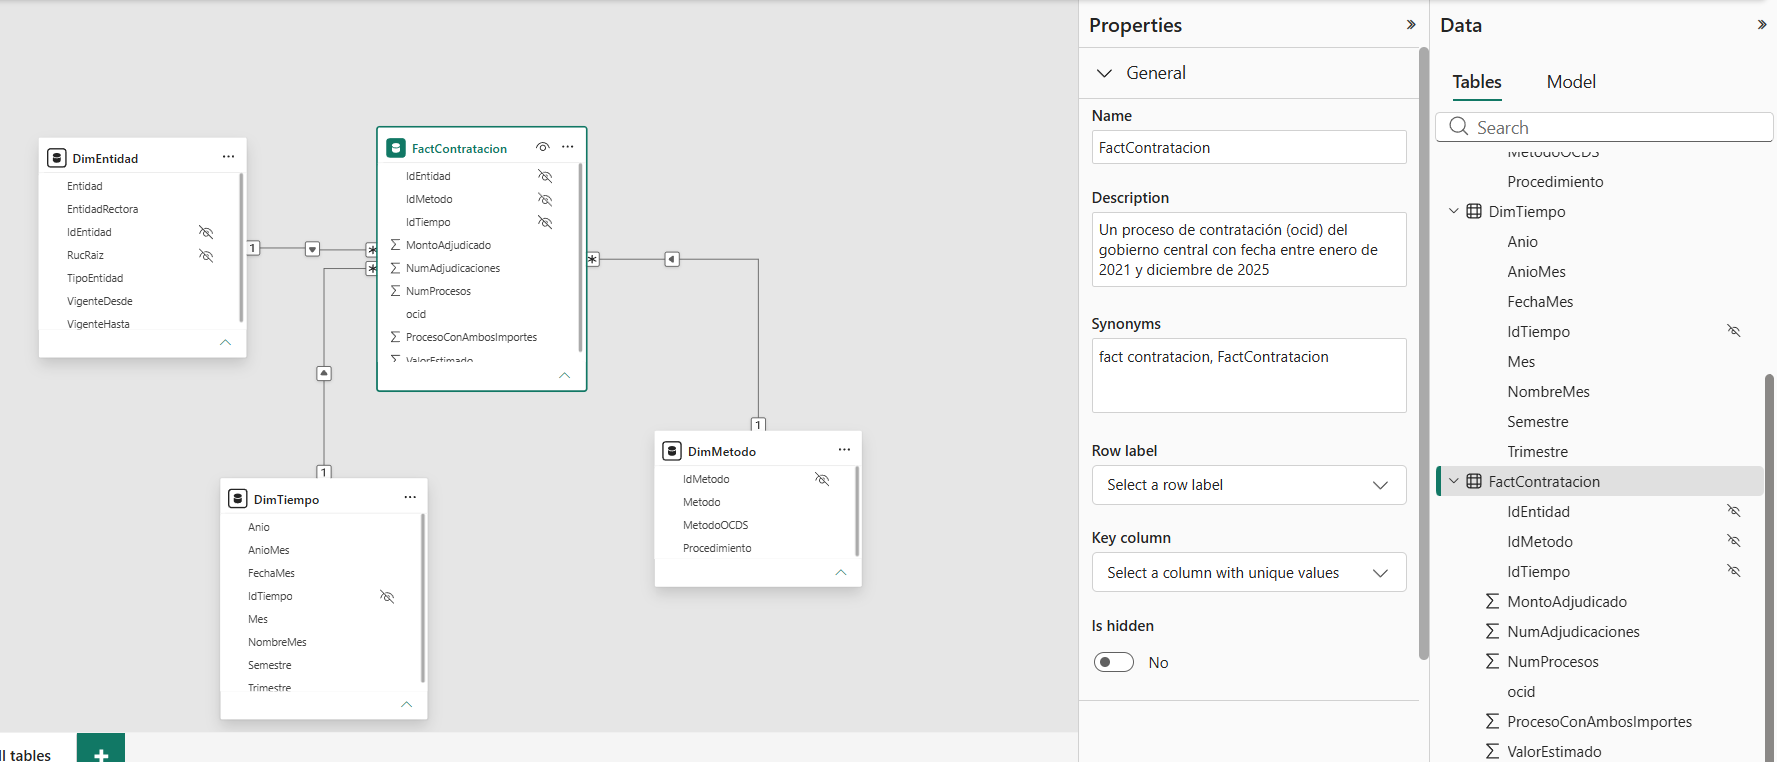 DimEntidad
Entidad
EntidadRectora
IdEntidad
RucRaiz
TipoEntidad
VigenteDesde
VigenteHasta
1
*
*
FactContratacion
IdEntidad
IdMetodo
IdTiempo
MontoAdjudicado
NumAdjudicaciones
NumProcesos
ocid
ProcesoConAmbosImportes
ValorEstimado
*
1
1
DimMetodo
IdMetodo
Metodo
MetodoOCDS
Procedimiento
DimTiempo
Anio
AnioMes
FechaMes
IdTiempo
Mes
NombreMes
Semestre
Trimestre
ll tables
+
Properties
General
Name
FactContratacion
Description
Un proceso de contratación (ocid) del
gobierno central con fecha entre enero de
2021 y diciembre de 2025
Synonyms
fact contratacion, FactContratacion
Row label
Select a row label
Key column
Select a column with unique values
Is hidden
No
Data
Tables Model
Search
MetodoOCDS
Procedimiento
DimTiempo
Anio
AnioMes
FechaMes
IdTiempo
Mes
NombreMes
Semestre
Trimestre
FactContratacion
IdEntidad
IdMetodo
IdTiempo
MontoAdjudicado
NumAdjudicaciones
NumProcesos
ocid
ProcesoConAmbosImportes
ValorEstimado